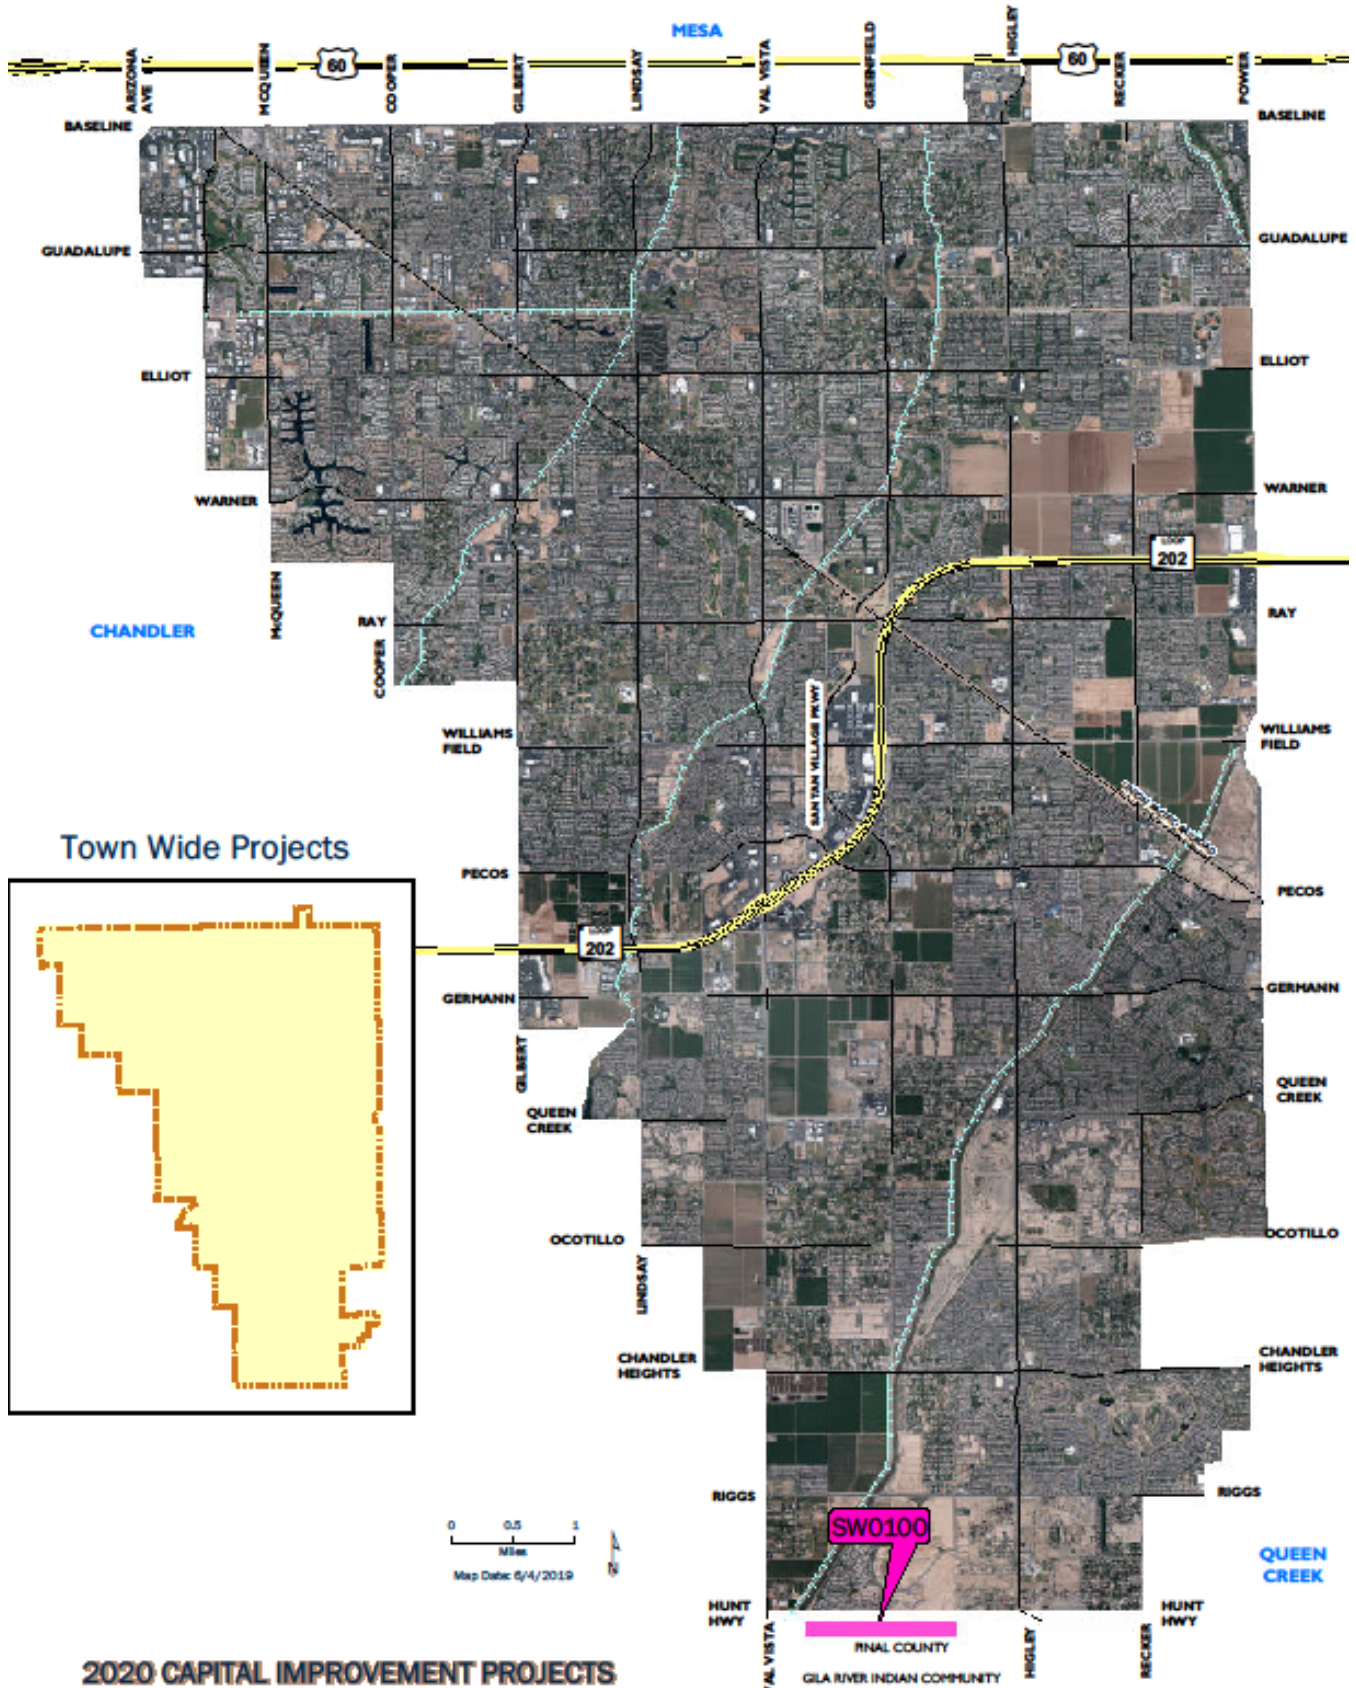 MESA
ARIZONA
AVE
MCQUEEN
60
COOPER
GILBERT
LINDSAY
VAL VISTA
GREENFIELD
HIGLEY
60
RECKER
POWER
BASELINE
BASELINE
GUADALUPE
GUADALUPE
ELLIOT
ELLIOT
WARNER
WARNER
LOOP
202
MCQUEEN
CHANDLER
RAY
RAY
COOPER
SANTAN VILLAGE PKWY
WILLIAMS
FIELD
WILLIAMS
FIELD
Town Wide Projects
PECOS
PECOS
LOOP
202
GERMANN
GERMANN
GILBERT
QUEEN
CREEK
QUEEN
CREEK
OCOTILLO
OCOTILLO
LINDSAY
CHANDLER
HEIGHTS
CHANDLER
HEIGHTS
RIGGS
RIGGS
SW0100
0 0.5 1
Miles
N
Map Date: 6/4/2019
QUEEN
CREEK
HUNT
HWY
HUNT
HWY
VAL VISTA
HIGLEY
RECKER
PINAL COUNTY
GILA RIVER INDIAN COMMUNITY
2020 CAPITAL IMPROVEMENT PROJECTS